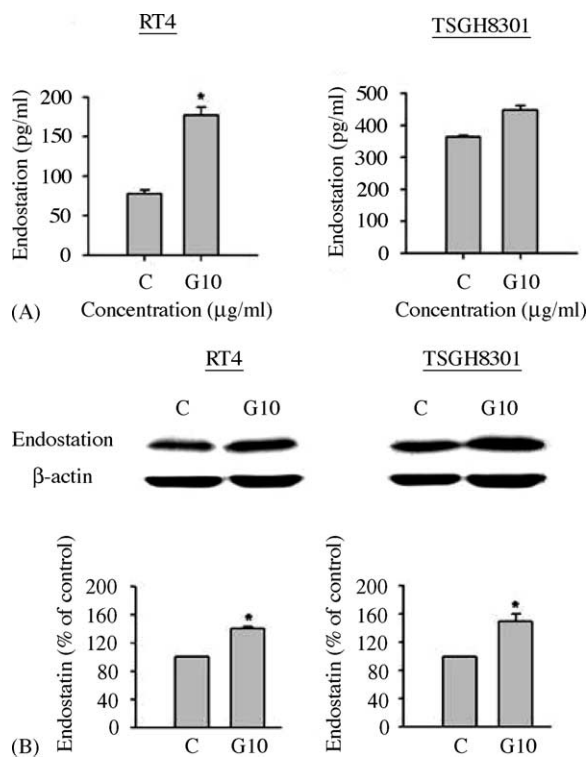 RT4
TSGH8301
Endostation (pg/ml)
200
150
100
50
0
*
C G10
Concentration (μg/ml)
Endostation (pg/ml)
500
400
300
200
100
0
C G10
Concentration (μg/ml)
(A)
RT4
TSGH8301
C G10
C G10
Endostation
β-actin
Endostatin (% of control)
200
160
120
80
40
0
*
C G10
Endostatin (% of control)
200
160
120
80
40
0
*
C G10
(B)